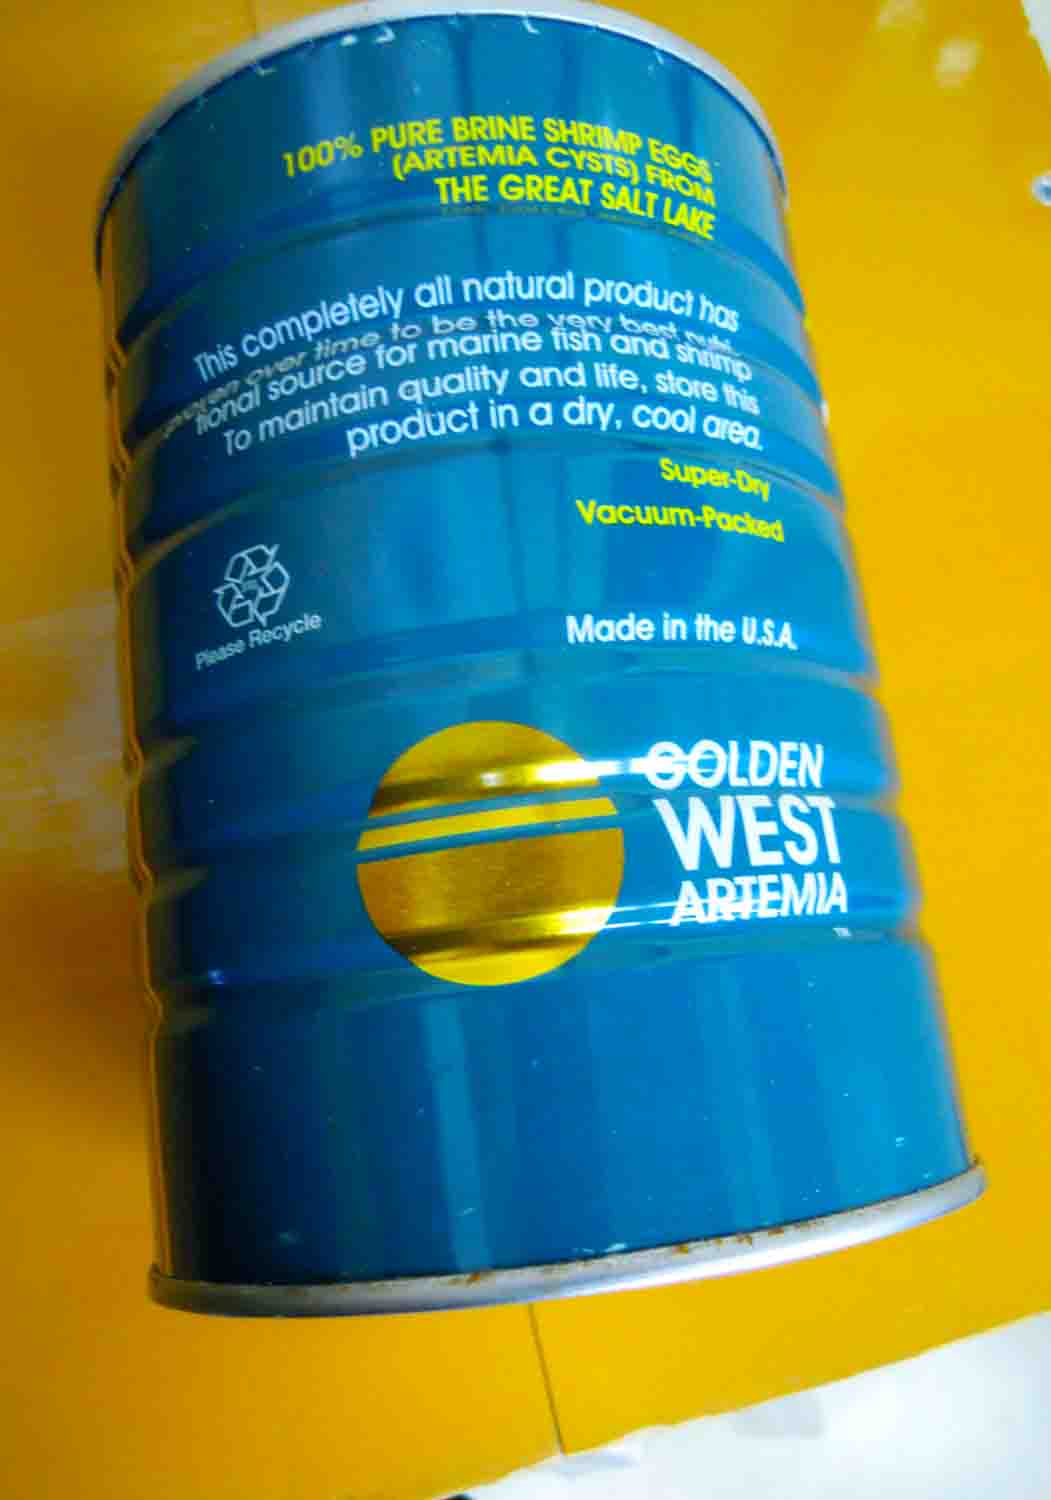 100% PURE BRINE SHRIMP EGGS
(ARTEMIA CYSTS) FROM
THE GREAT SALT LAKE
This completely all natural product has
proven over time to be the very best nutri-
tional source for marine fish and shrimp
To maintain quality and life, store this
product in a dry, cool area.
Super-Dry
Vacuum-Packed
Please Recycle
Made in the U.S.A.
GOLDEN
WEST
ARTEMIA
TM